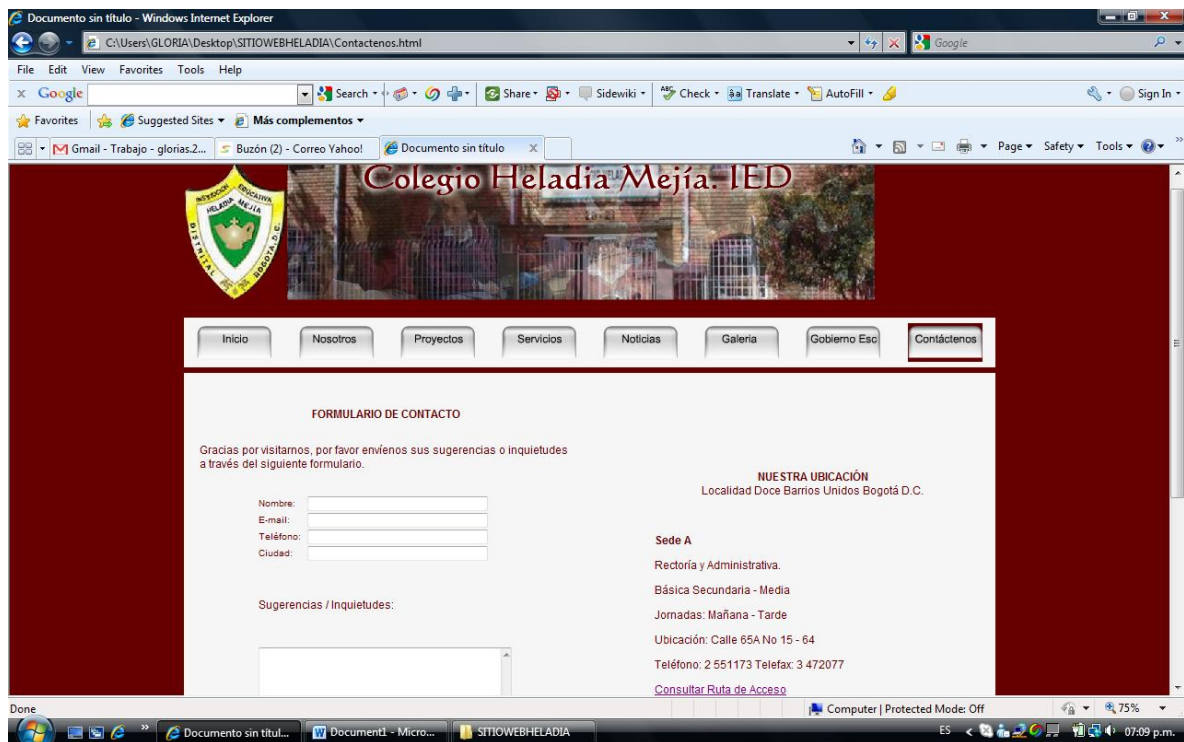 Documento sin título - Windows Internet Explorer
C:\Users\GLORIA\Desktop\SITIOWEBHELADIA\Contactenos.html
Google
File Edit View Favorites Tools Help
x Google Search Share Sidewiki Check Translate AutoFill Sign In
Favorites Suggested Sites Más complementos
Gmail - Trabajo - glorias.2... Buzón (2) - Correo Yahoo! Documento sin título x Page Safety Tools
Colegio Heladia Mejía. IED
INSTITUCION EDUCATIVA
HELADIA MEJIA
DISTRITAL BOGOTA, D.C.
Inicio Nosotros Proyectos Servicios Noticias Galeria Gobierno Esc Contáctenos
FORMULARIO DE CONTACTO
Gracias por visitarnos, por favor envíenos sus sugerencias o inquietudes
a través del siguiente formulario.
Nombre:
E-mail:
Teléfono:
Ciudad:
Sugerencias / Inquietudes:
NUESTRA UBICACIÓN
Localidad Doce Barrios Unidos Bogotá D.C.
Sede A
Rectoría y Administrativa.
Básica Secundaria - Media
Jornadas: Mañana - Tarde
Ubicación: Calle 65A No 15 - 64
Teléfono: 2 551173 Telefax: 3 472077
Consultar Ruta de Acceso
Done Computer | Protected Mode: Off 75%
Documento sin títul... Document1 - Micro... SITIOWEBHELADIA ES 07:09 p.m.